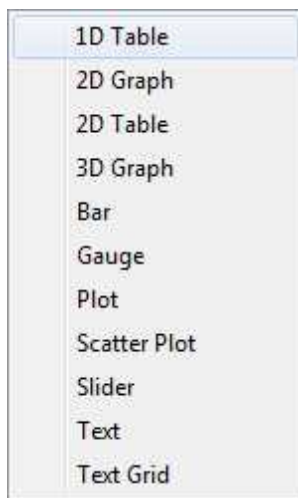 1D Table
2D Graph
2D Table
3D Graph
Bar
Gauge
Plot
Scatter Plot
Slider
Text
Text Grid